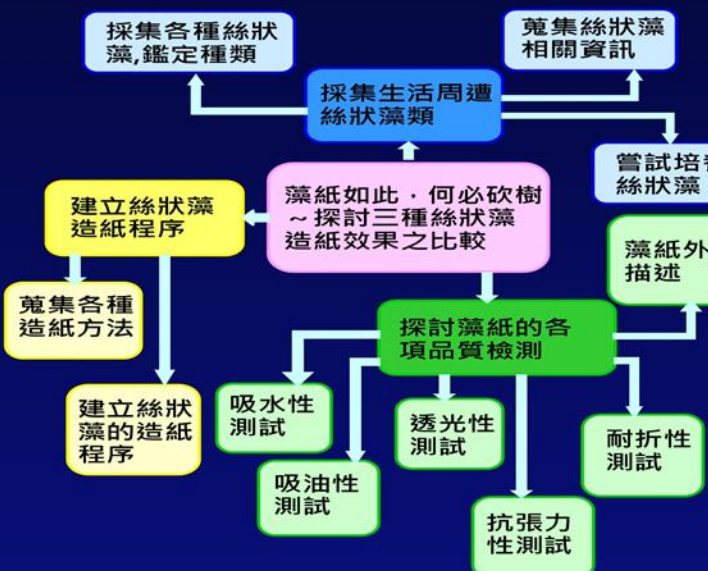 採集各種絲狀
藻,鑑定種類
蒐集絲狀藻
相關資訊
採集生活周遭
絲狀藻類
嘗試培
絲狀藻
藻紙如此．何必砍樹
～探討三種絲狀藻
造紙效果之比較
建立絲狀藻
造紙程序
藻紙外
描述
蒐集各種
造紙方法
探討藻紙的各
項品質檢測
建立絲狀
藻的造紙
程序
吸水性
測試
透光性
測試
耐折性
測試
吸油性
測試
抗張力
性測試